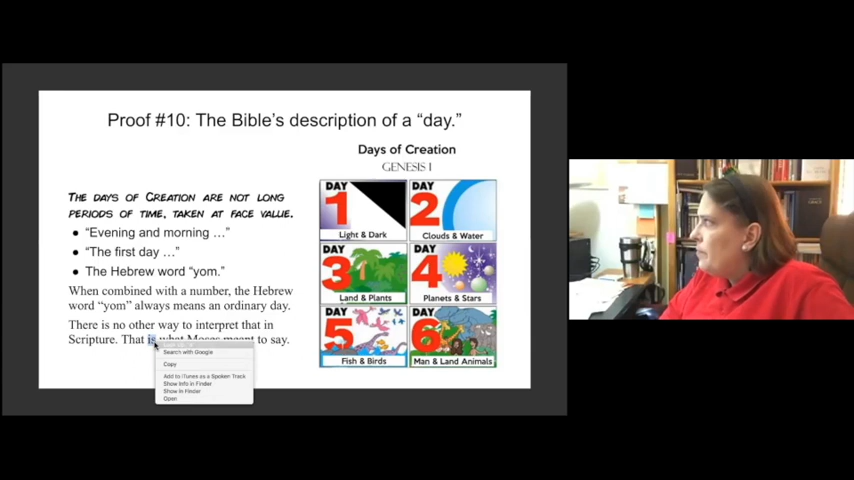 Proof #10: The Bible's description of a “day.”
THE DAYS OF CREATION ARE NOT LONG
PERIODS OF TIME, TAKEN AT FACE VALUE.
● “Evening and morning …”
● “The first day …”
● The Hebrew word “yom.”
When combined with a number, the Hebrew
word “yom” always means an ordinary day.
There is no other way to interpret that in
Scripture. That is what Moses meant to say.
Search with Google
Copy
Add to iTunes as a Spoken Track
Show Info in Finder
Show in Finder
Open
Days of Creation
GENESIS 1
DAY
1
Light & Dark
DAY
2
Clouds & Water
DAY
3
Land & Plants
DAY
4
Planets & Stars
DAY
5
Fish & Birds
DAY
6
Man & Land Animals